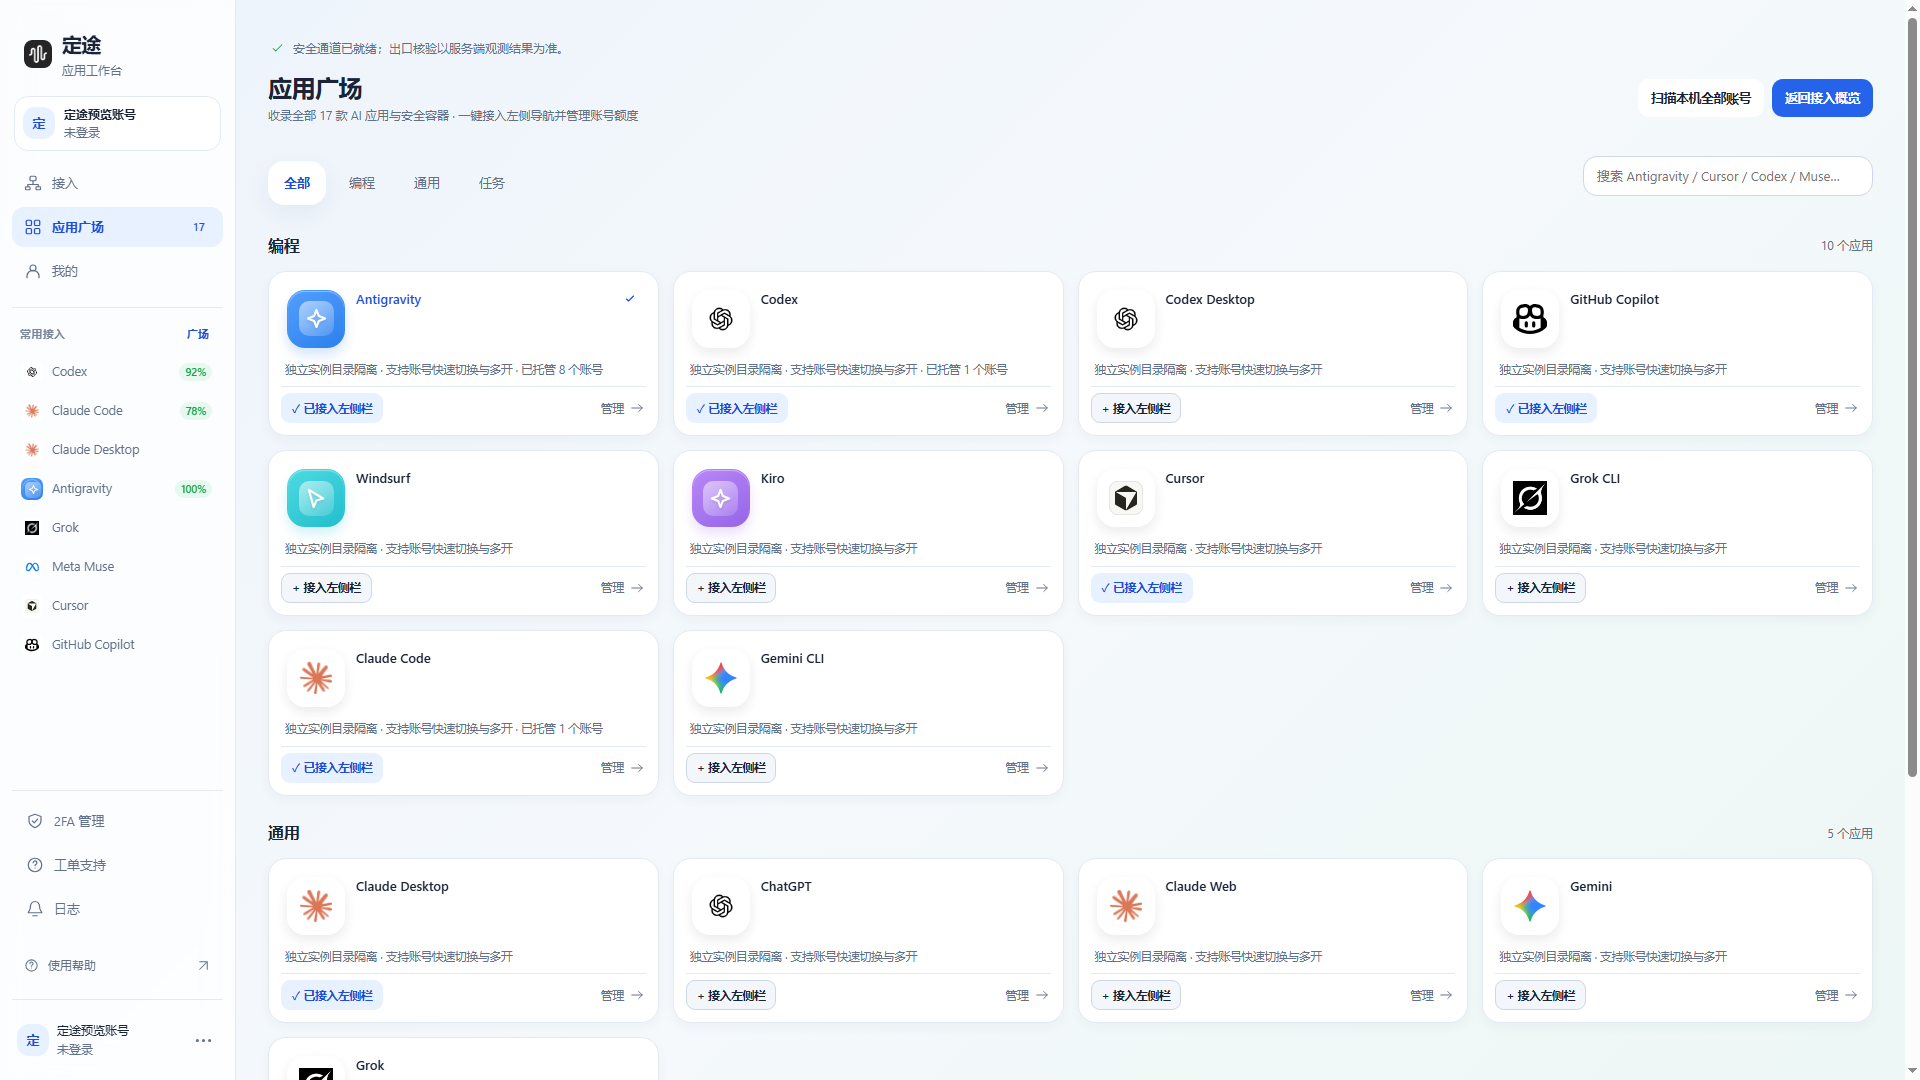 定途
应用工作台
定
定途预览账号
未登录
接入
应用广场
17
我的
常用接入
广场
Codex
92%
Claude Code
78%
Claude Desktop
Antigravity
100%
Grok
Meta Muse
Cursor
GitHub Copilot
2FA 管理
工单支持
日志
使用帮助
定
定途预览账号
未登录
安全通道已就绪；出口核验以服务端观测结果为准。
应用广场
收录全部 17 款 AI 应用与安全容器 · 一键接入左侧导航并管理账号额度
扫描本机全部账号
返回接入概览
全部
编程
通用
任务
搜索 Antigravity / Cursor / Codex / Muse...
编程
10 个应用
Antigravity
独立实例目录隔离 · 支持账号快速切换与多开 · 已托管 8 个账号
✓ 已接入左侧栏
管理
Codex
独立实例目录隔离 · 支持账号快速切换与多开 · 已托管 1 个账号
✓ 已接入左侧栏
管理
Codex Desktop
独立实例目录隔离 · 支持账号快速切换与多开
+ 接入左侧栏
管理
GitHub Copilot
独立实例目录隔离 · 支持账号快速切换与多开
✓ 已接入左侧栏
管理
Windsurf
独立实例目录隔离 · 支持账号快速切换与多开
+ 接入左侧栏
管理
Kiro
独立实例目录隔离 · 支持账号快速切换与多开
+ 接入左侧栏
管理
Cursor
独立实例目录隔离 · 支持账号快速切换与多开
✓ 已接入左侧栏
管理
Grok CLI
独立实例目录隔离 · 支持账号快速切换与多开
+ 接入左侧栏
管理
Claude Code
独立实例目录隔离 · 支持账号快速切换与多开 · 已托管 1 个账号
✓ 已接入左侧栏
管理
Gemini CLI
独立实例目录隔离 · 支持账号快速切换与多开
+ 接入左侧栏
管理
通用
5 个应用
Claude Desktop
独立实例目录隔离 · 支持账号快速切换与多开
✓ 已接入左侧栏
管理
ChatGPT
独立实例目录隔离 · 支持账号快速切换与多开
+ 接入左侧栏
管理
Claude Web
独立实例目录隔离 · 支持账号快速切换与多开
+ 接入左侧栏
管理
Gemini
独立实例目录隔离 · 支持账号快速切换与多开
+ 接入左侧栏
管理
Grok